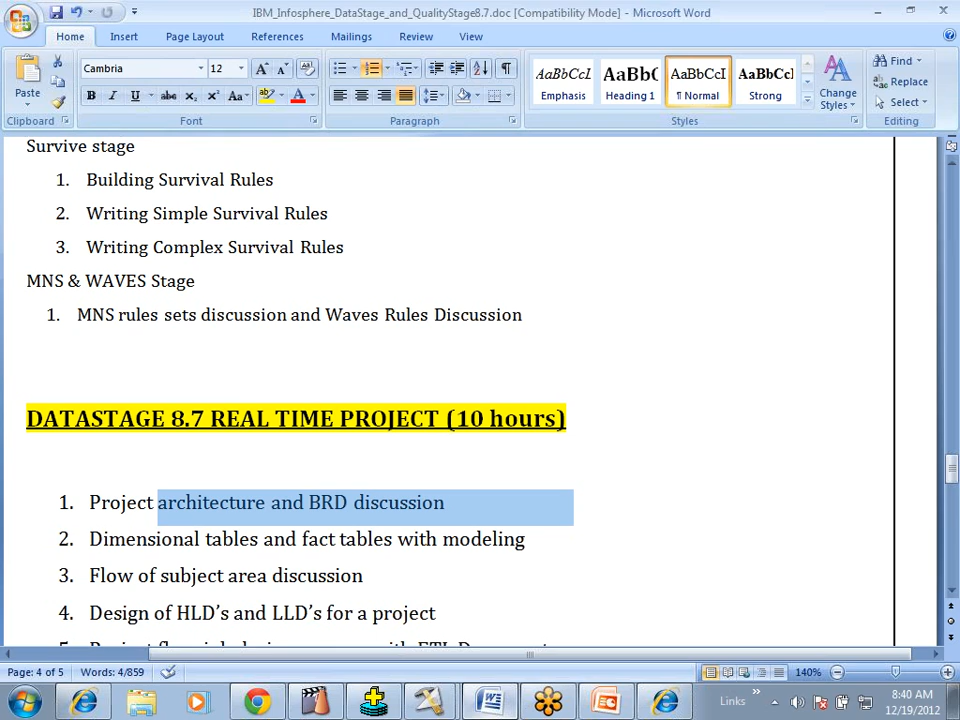 IBM_Infosphere_DataStage_and_QualityStage8.7.doc [Compatibility Mode] - Microsoft Word
Home Insert Page Layout References Mailings Review View
Paste
Clipboard
Cambria 12
Font
Paragraph
AaBbCcI AaBb( AaBbCcI AaBbCc
Emphasis Heading 1 ¶ Normal Strong
Change Styles
Styles
Find
Replace
Select
Editing
Survive stage
1. Building Survival Rules
2. Writing Simple Survival Rules
3. Writing Complex Survival Rules
MNS & WAVES Stage
1. MNS rules sets discussion and Waves Rules Discussion
DATASTAGE 8.7 REAL TIME PROJECT (10 hours)
1. Project architecture and BRD discussion
2. Dimensional tables and fact tables with modeling
3. Flow of subject area discussion
4. Design of HLD's and LLD's for a project
Page: 4 of 5 Words: 4/859 140%
Links
8:40 AM
12/19/2012